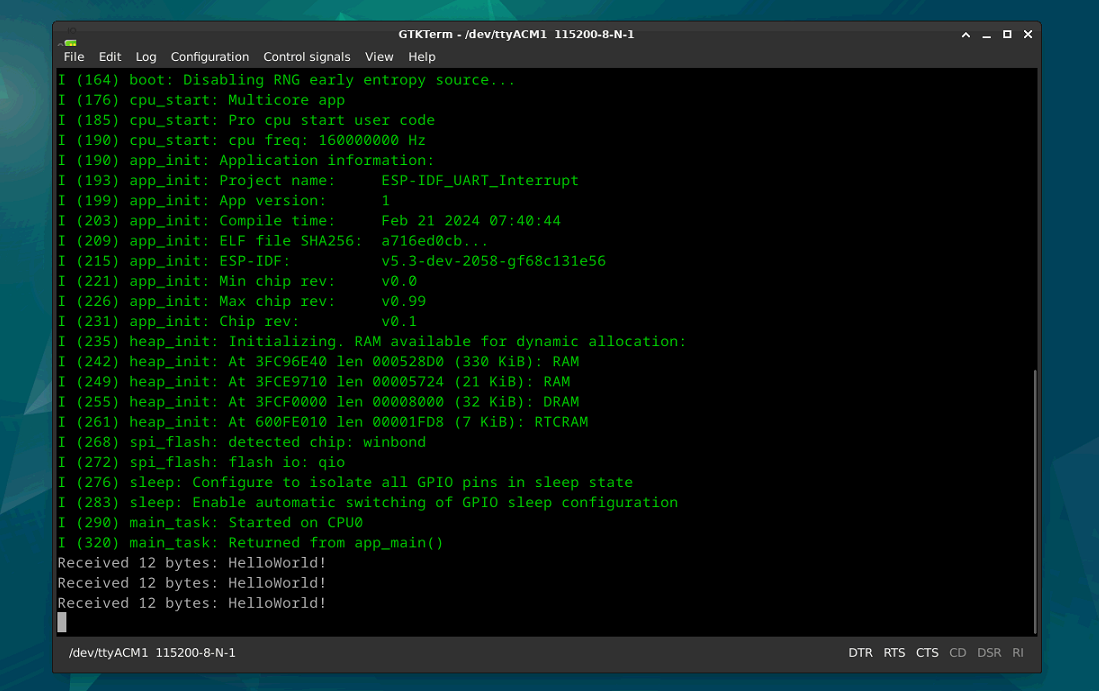 GTKTerm - /dev/ttyACM1  115200-8-N-1
File Edit Log Configuration Control signals View Help
I (164) boot: Disabling RNG early entropy source...
I (176) cpu_start: Multicore app
I (185) cpu_start: Pro cpu start user code
I (190) cpu_start: cpu freq: 160000000 Hz
I (190) app_init: Application information:
I (193) app_init: Project name:     ESP-IDF_UART_Interrupt
I (199) app_init: App version:      1
I (203) app_init: Compile time:     Feb 21 2024 07:40:44
I (209) app_init: ELF file SHA256:  a716ed0cb...
I (215) app_init: ESP-IDF:          v5.3-dev-2058-gf68c131e56
I (221) app_init: Min chip rev:     v0.0
I (226) app_init: Max chip rev:     v0.99
I (231) app_init: Chip rev:         v0.1
I (235) heap_init: Initializing. RAM available for dynamic allocation:
I (242) heap_init: At 3FC96E40 len 000528D0 (330 KiB): RAM
I (249) heap_init: At 3FCE9710 len 00005724 (21 KiB): RAM
I (255) heap_init: At 3FCF0000 len 00008000 (32 KiB): DRAM
I (261) heap_init: At 600FE010 len 00001FD8 (7 KiB): RTCRAM
I (268) spi_flash: detected chip: winbond
I (272) spi_flash: flash io: qio
I (276) sleep: Configure to isolate all GPIO pins in sleep state
I (283) sleep: Enable automatic switching of GPIO sleep configuration
I (290) main_task: Started on CPU0
I (320) main_task: Returned from app_main()
Received 12 bytes: HelloWorld!
Received 12 bytes: HelloWorld!
Received 12 bytes: HelloWorld!
/dev/ttyACM1  115200-8-N-1 DTR RTS CTS CD DSR RI